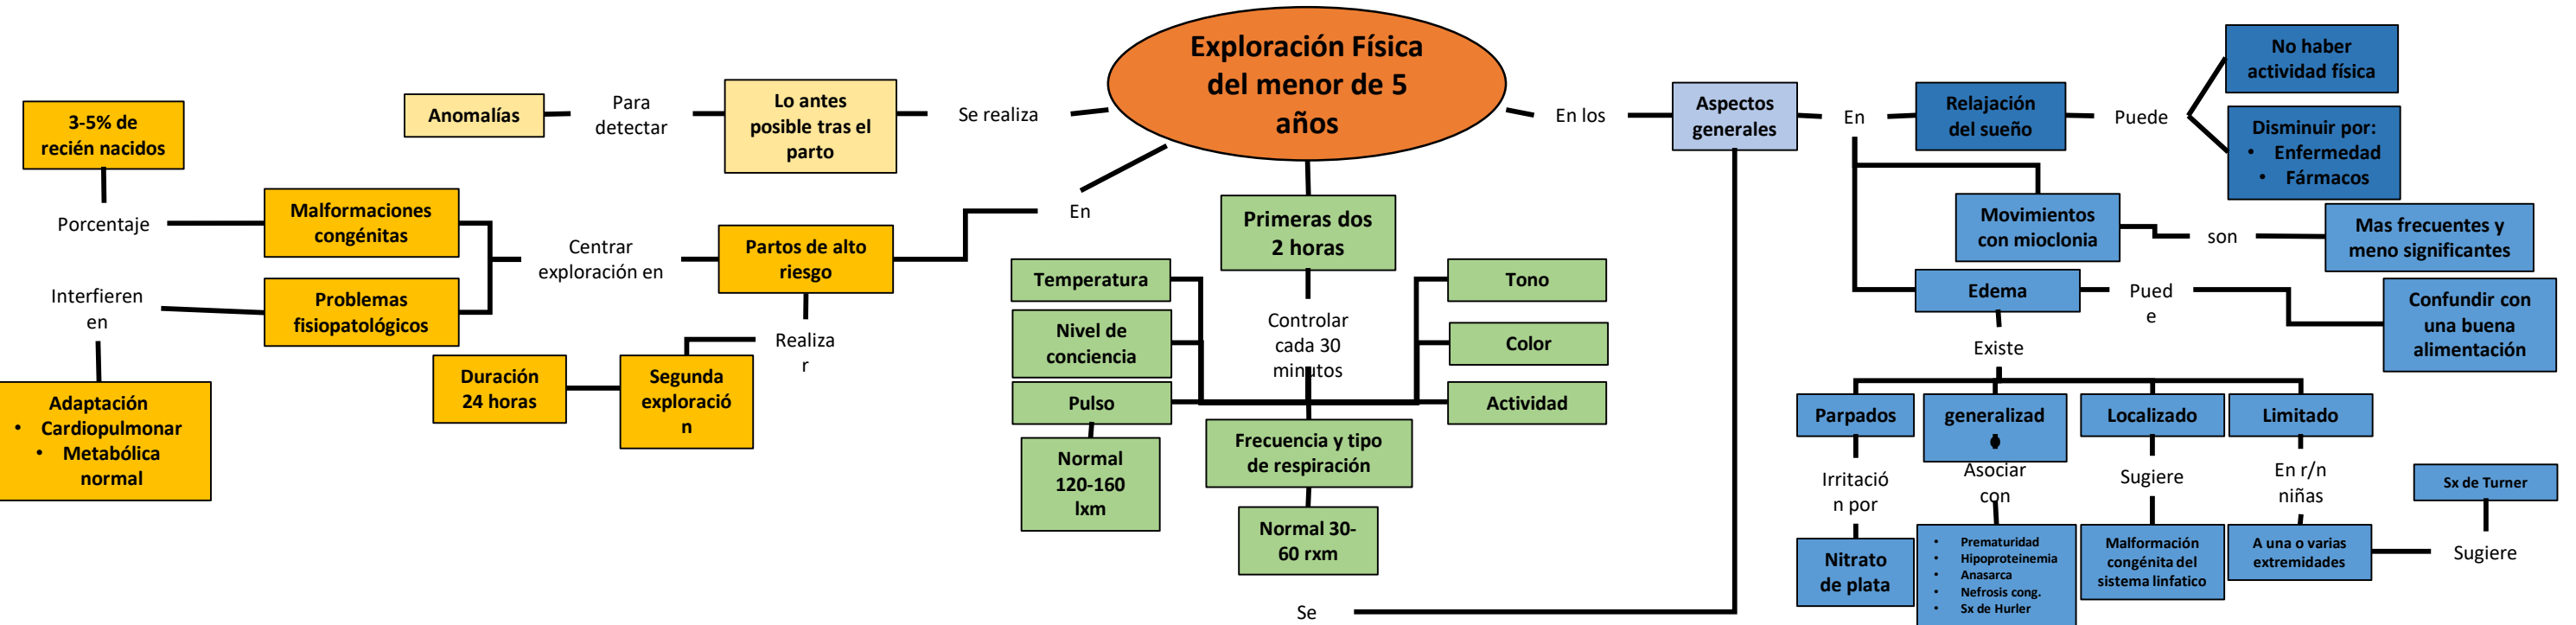 Exploración Física
del menor de 5
años
Se realiza
Lo antes
posible tras el
parto
Para
detectar
Anomalías
En
Partos de alto
riesgo
Centrar
exploración en
Malformaciones
congénitas
Porcentaje
3-5% de
recién nacidos
Problemas
fisiopatológicos
Interfieren
en
Adaptación
• Cardiopulmonar
• Metabólica
normal
Realiza
r
Segunda
exploració
n
Duración
24 horas
Primeras dos
2 horas
Controlar
cada 30
minutos
Temperatura
Nivel de
conciencia
Pulso
Normal
120-160
lxm
Tono
Color
Actividad
Frecuencia y tipo
de respiración
Normal 30-
60 rxm
En los
Aspectos
generales
Se
En
Relajación
del sueño
Puede
No haber
actividad física
Disminuir por:
• Enfermedad
• Fármacos
Movimientos
con mioclonia
son
Mas frecuentes y
meno significantes
Edema
Pued
e
Confundir con
una buena
alimentación
Existe
Parpados
Irritació
n por
Nitrato
de plata
generalizad
o
Asociar
con
• Prematuridad
• Hipoproteinemia
• Anasarca
• Nefrosis cong.
• Sx de Hurler
Localizado
Sugiere
Malformación
congénita del
sistema linfatico
Limitado
En r/n
niñas
A una o varias
extremidades
Sugiere
Sx de Turner